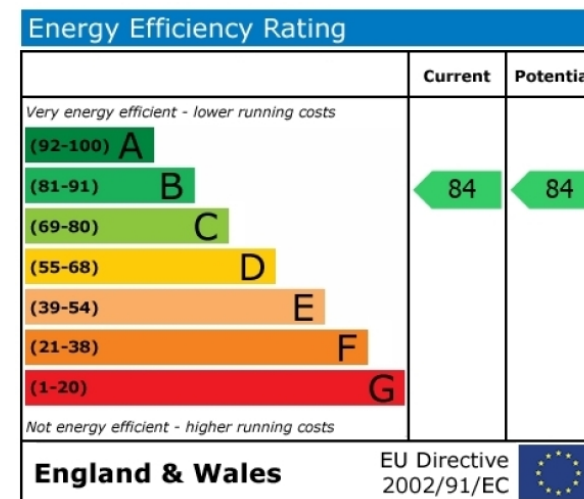 Energy Efficiency Rating
Current Potentia
Very energy efficient - lower running costs
(92-100) A
(81-91) B 84 84
(69-80) C
(55-68) D
(39-54) E
(21-38) F
(1-20) G
Not energy efficient - higher running costs
England & Wales
EU Directive
2002/91/EC